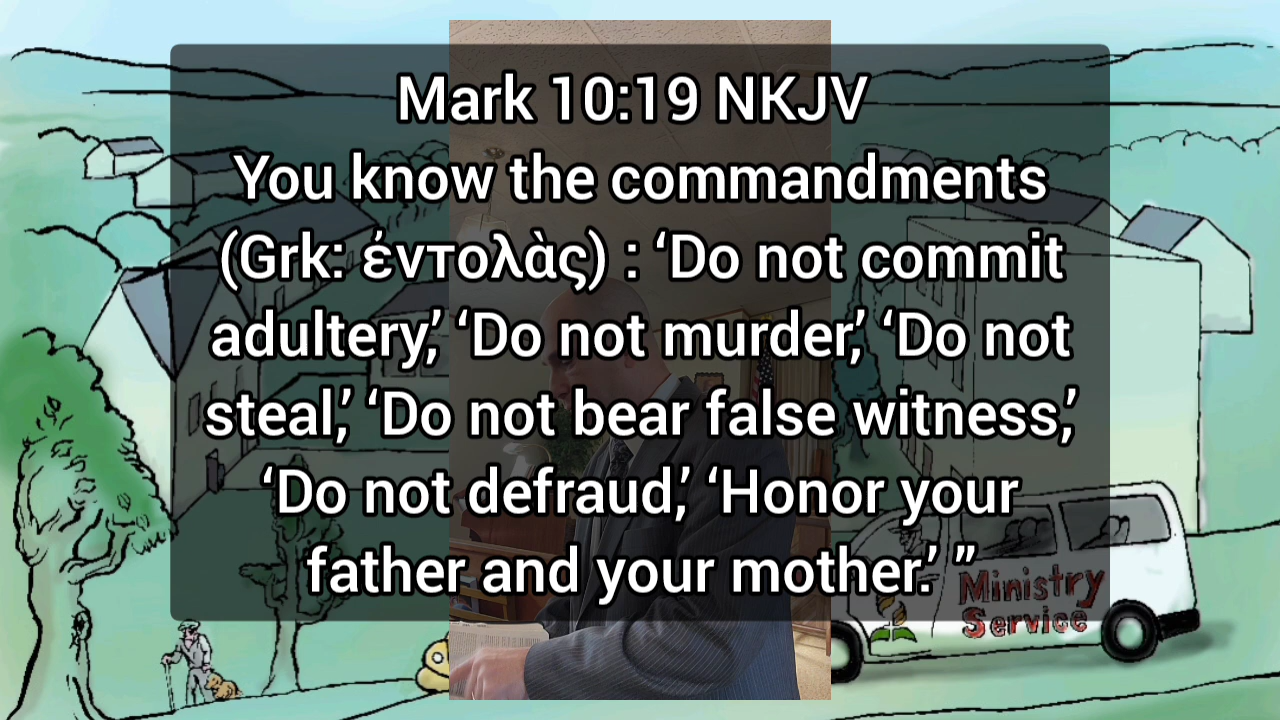 Mark 10:19 NKJV
You know the commandments
(Grk: ἐντολὰς) : ‘Do not commit
adultery,’ ‘Do not murder,’ ‘Do not
steal,’ ‘Do not bear false witness,’
‘Do not defraud,’ ‘Honor your
father and your mother.’ ”
Ministry
Service